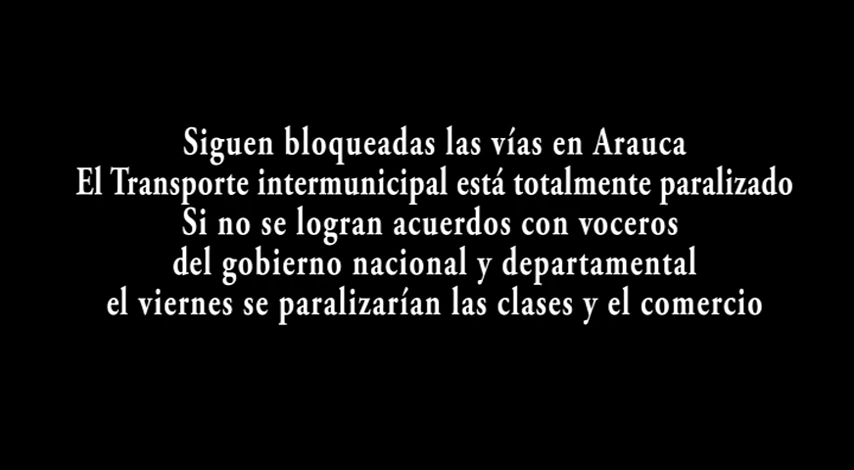 Siguen bloqueadas las vías en Arauca
El Transporte intermunicipal está totalmente paralizado
Si no se logran acuerdos con voceros
del gobierno nacional y departamental
el viernes se paralizarían las clases y el comercio